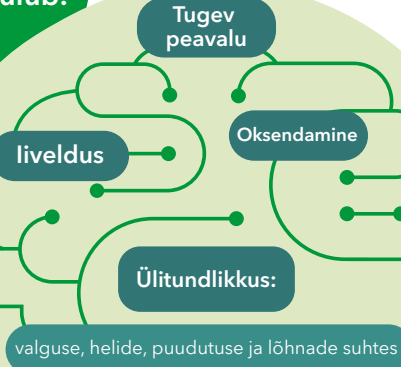 Tugev
peavalu
Oksendamine
Iiveldus
Ülitundlikkus:
valguse, helide, puudutuse ja lõhnade suhtes